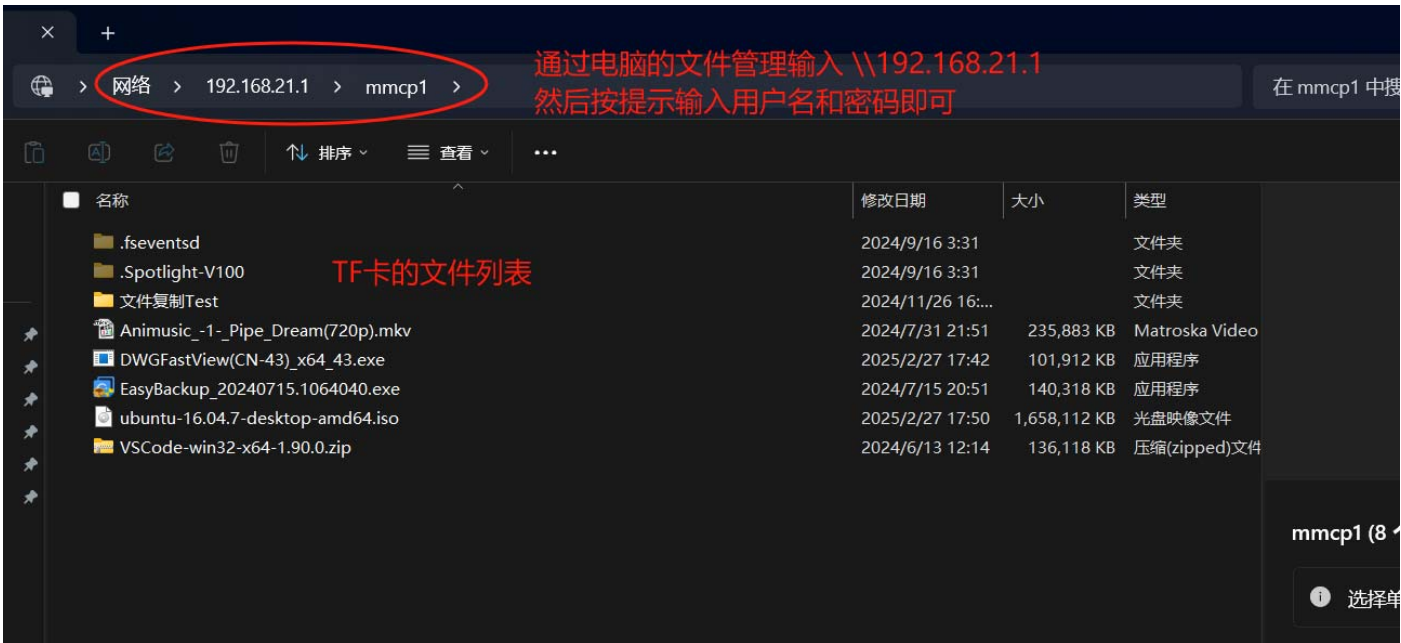 网络 > 192.168.21.1 > mmcp1 >
通过电脑的文件管理输入 \\192.168.21.1
然后按提示输入用户名和密码即可
在 mmcp1 中搜
排序
查看
名称 修改日期 大小 类型
.fseventsd 2024/9/16 3:31 文件夹
.Spotlight-V100 2024/9/16 3:31 文件夹
TF卡的文件列表
文件复制Test 2024/11/26 16:... 文件夹
Animusic_-1-_Pipe_Dream(720p).mkv 2024/7/31 21:51 235,883 KB Matroska Video
DWGFastView(CN-43)_x64_43.exe 2025/2/27 17:42 101,912 KB 应用程序
EasyBackup_20240715.1064040.exe 2024/7/15 20:51 140,318 KB 应用程序
ubuntu-16.04.7-desktop-amd64.iso 2025/2/27 17:50 1,658,112 KB 光盘映像文件
VSCode-win32-x64-1.90.0.zip 2024/6/13 12:14 136,118 KB 压缩(zipped)文件
mmcp1 (8 个
选择单